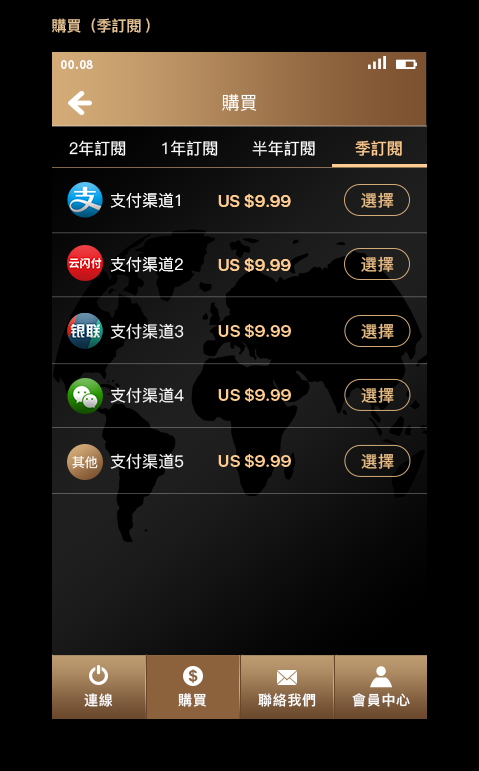 購買（季訂閱）
00.08
購買
2年訂閱 1年訂閱 半年訂閱 季訂閱
支 支付渠道1 US $9.99 選擇
云闪付 支付渠道2 US $9.99 選擇
银联 支付渠道3 US $9.99 選擇
支付渠道4 US $9.99 選擇
其他 支付渠道5 US $9.99 選擇
$
連線 購買 聯絡我們 會員中心